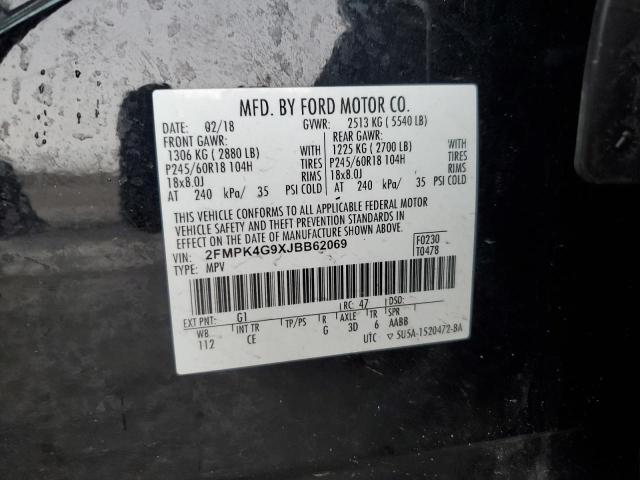 MFD. BY FORD MOTOR CO.
DATE: 02/18 GVWR: 2513 KG ( 5540 LB)
FRONT GAWR: REAR GAWR:
1306 KG ( 2880 LB) WITH 1225 KG ( 2700 LB) WITH
P245/60R18 104H TIRES P245/60R18 104H TIRES
18x8.0J RIMS 18x8.0J RIMS
AT 240 kPa/ 35 PSI COLD AT 240 kPa/ 35 PSI COLD
THIS VEHICLE CONFORMS TO ALL APPLICABLE FEDERAL MOTOR
VEHICLE SAFETY AND THEFT PREVENTION STANDARDS IN
EFFECT ON THE DATE OF MANUFACTURE SHOWN ABOVE.
VIN: 2FMPK4G9XJBB62069 F0230
TYPE: MPV T0478
EXT PNT: G1 RC: 47 DSO:
WB INT TR TP/PS R AXLE TR SPR
112 CE G 3D 6 AABB
UTC ▽ 5U5A-1520472-BA